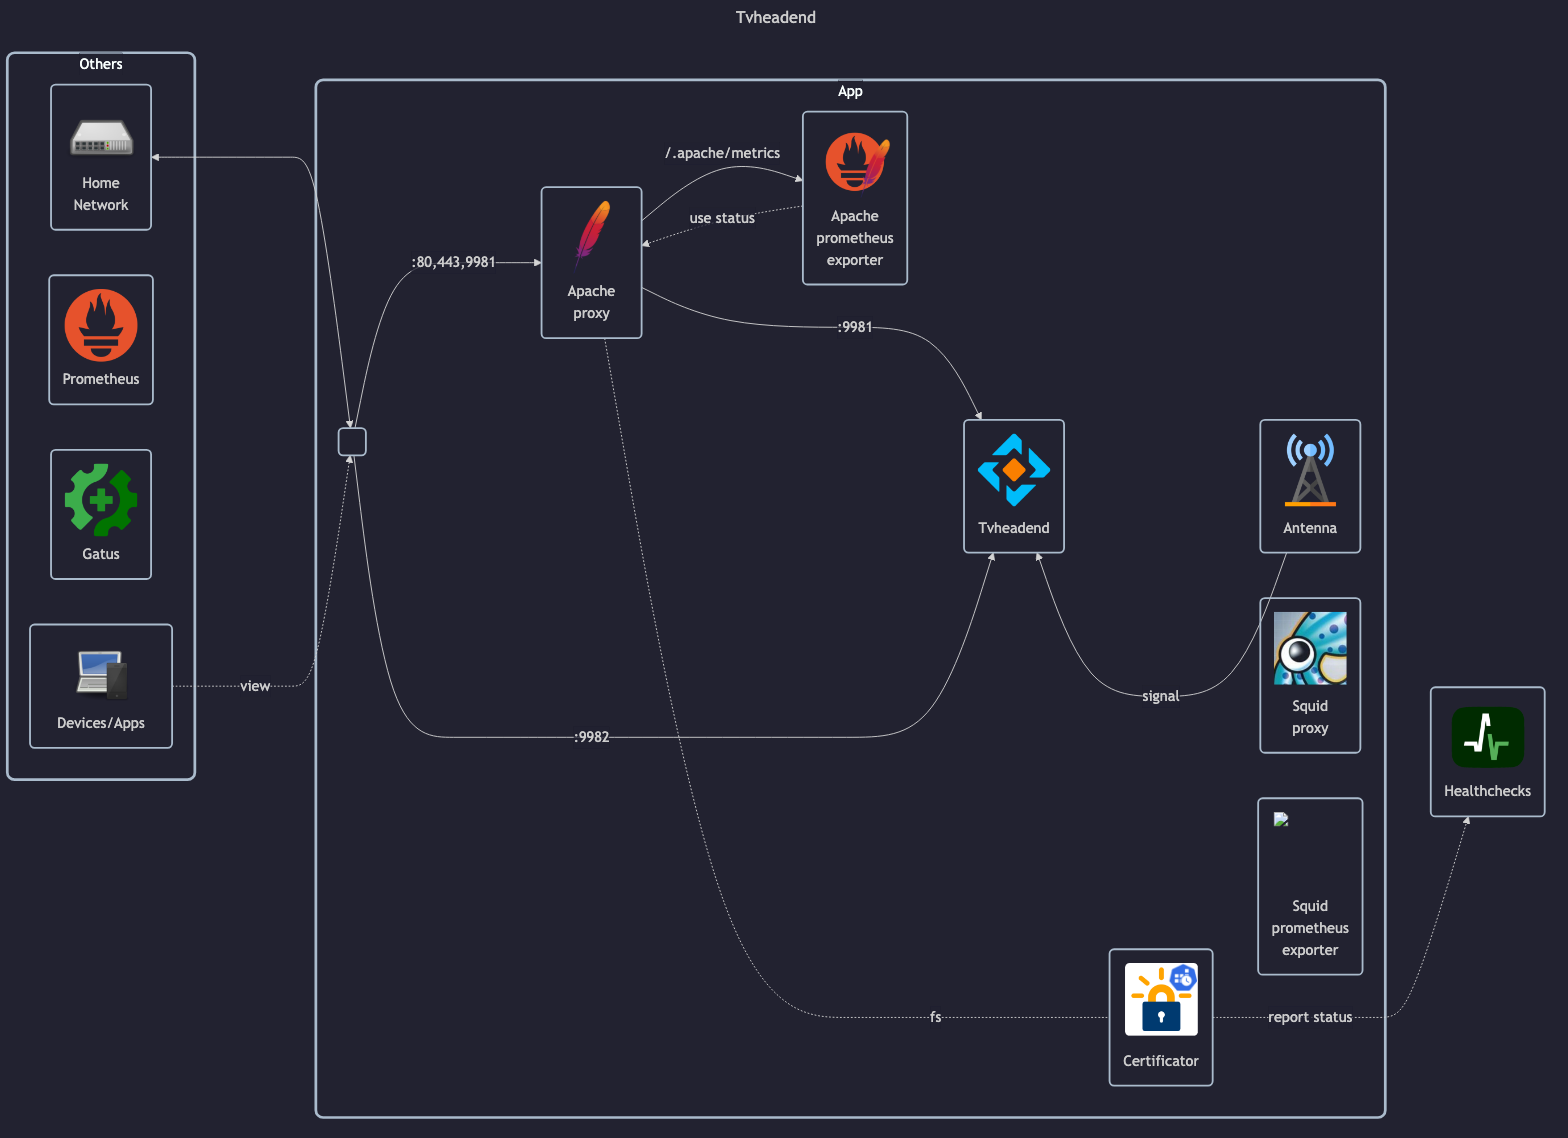 Tvheadend
Others
Home
Network
Prometheus
Gatus
Devices/Apps
view
App
:80,443,9981
Apache
proxy
/.apache/metrics
use status
Apache
prometheus
exporter
:9981
Tvheadend
Antenna
signal
Squid
proxy
:9982
Squid
prometheus
exporter
fs
Certificator
report status
Healthchecks